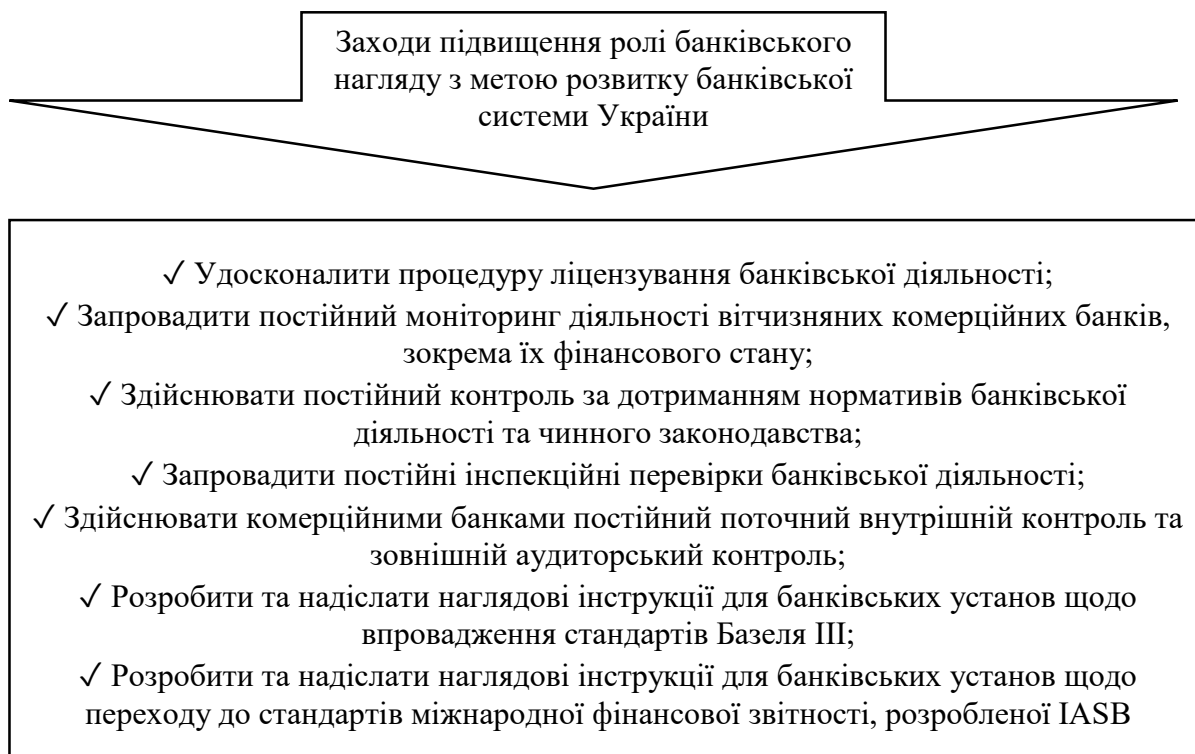 Заходи підвищення ролі банківського
нагляду з метою розвитку банківської
системи України
✓ Удосконалити процедуру ліцензування банківської діяльності;
✓ Запровадити постійний моніторинг діяльності вітчизняних комерційних банків,
зокрема їх фінансового стану;
✓ Здійснювати постійний контроль за дотриманням нормативів банківської
діяльності та чинного законодавства;
✓ Запровадити постійні інспекційні перевірки банківської діяльності;
✓ Здійснювати комерційними банками постійний поточний внутрішній контроль та
зовнішній аудиторський контроль;
✓ Розробити та надіслати наглядові інструкції для банківських установ щодо
впровадження стандартів Базеля III;
✓ Розробити та надіслати наглядові інструкції для банківських установ щодо
переходу до стандартів міжнародної фінансової звітності, розробленої IASB